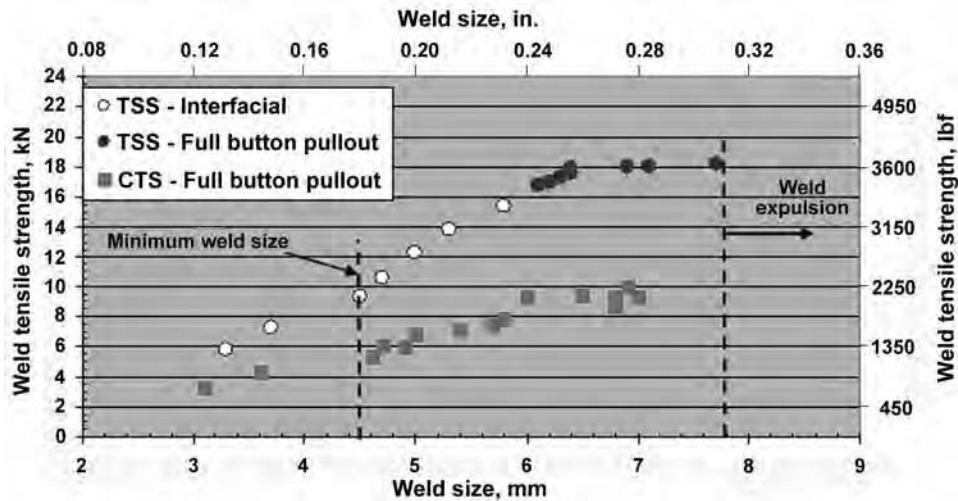 Weld size, in.
0.08 0.12 0.16 0.20 0.24 0.28 0.32 0.36
24
22
20
18
16
14
12
10
8
6
4
2
0
Weld tensile strength, kN
TSS - Interfacial
TSS - Full button pullout
CTS - Full button pullout
Minimum weld size
Weld
expulsion
4950
3600
3150
2250
1350
450
Weld tensile strength, lbf
2 3 4 5 6 7 8 9
Weld size, mm